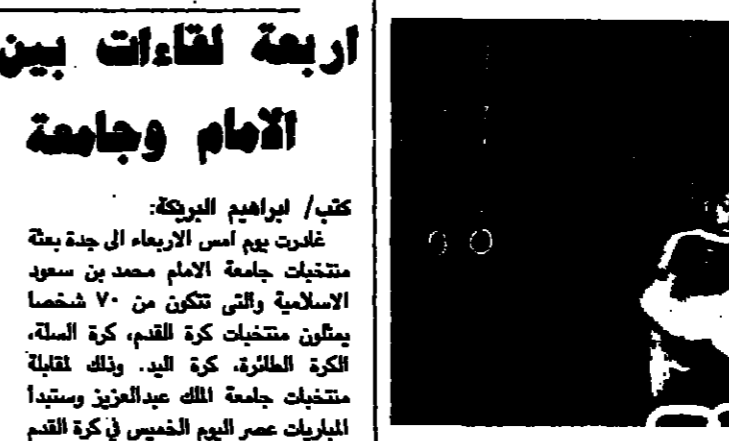 اربعة لقاءات بين
الامام وجامعة
كتب/ ابراهيم البريكة:
غادرت يوم امس الاربعاء الى جدة بعثة
منتخبات جامعة الامام محمد بن سعود
الاسلامية والتى تتكون من ٧٠ شخصا
يمثلون منتخبات كرة القدم، كرة السلة،
الكرة الطائرة، كرة اليد. وذلك لمقابلة
منتخبات جامعة الملك عبدالعزيز وستبدأ
المباريات عصر اليوم الخميس في كرة القدم